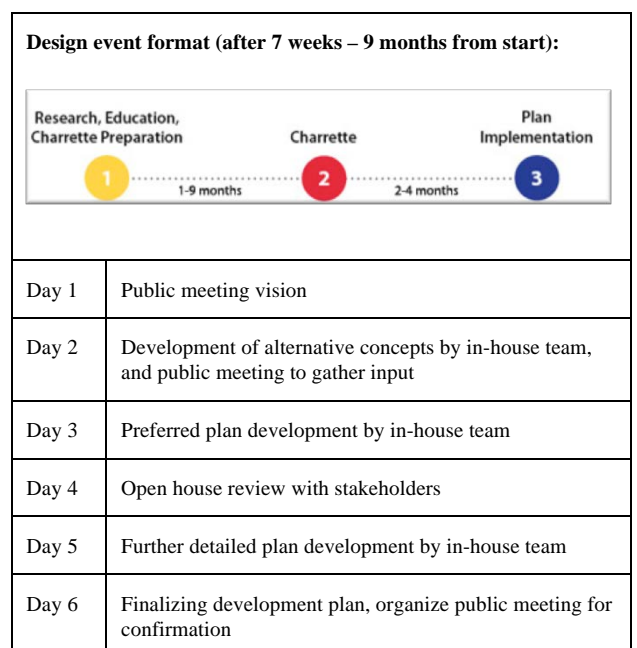 Design event format (after 7 weeks – 9 months from start):
Research, Education,
Charrette Preparation
Charrette
Plan
Implementation
1
2
3
1-9 months
2-4 months
Day 1
Public meeting vision
Day 2
Development of alternative concepts by in-house team,
and public meeting to gather input
Day 3
Preferred plan development by in-house team
Day 4
Open house review with stakeholders
Day 5
Further detailed plan development by in-house team
Day 6
Finalizing development plan, organize public meeting for
confirmation